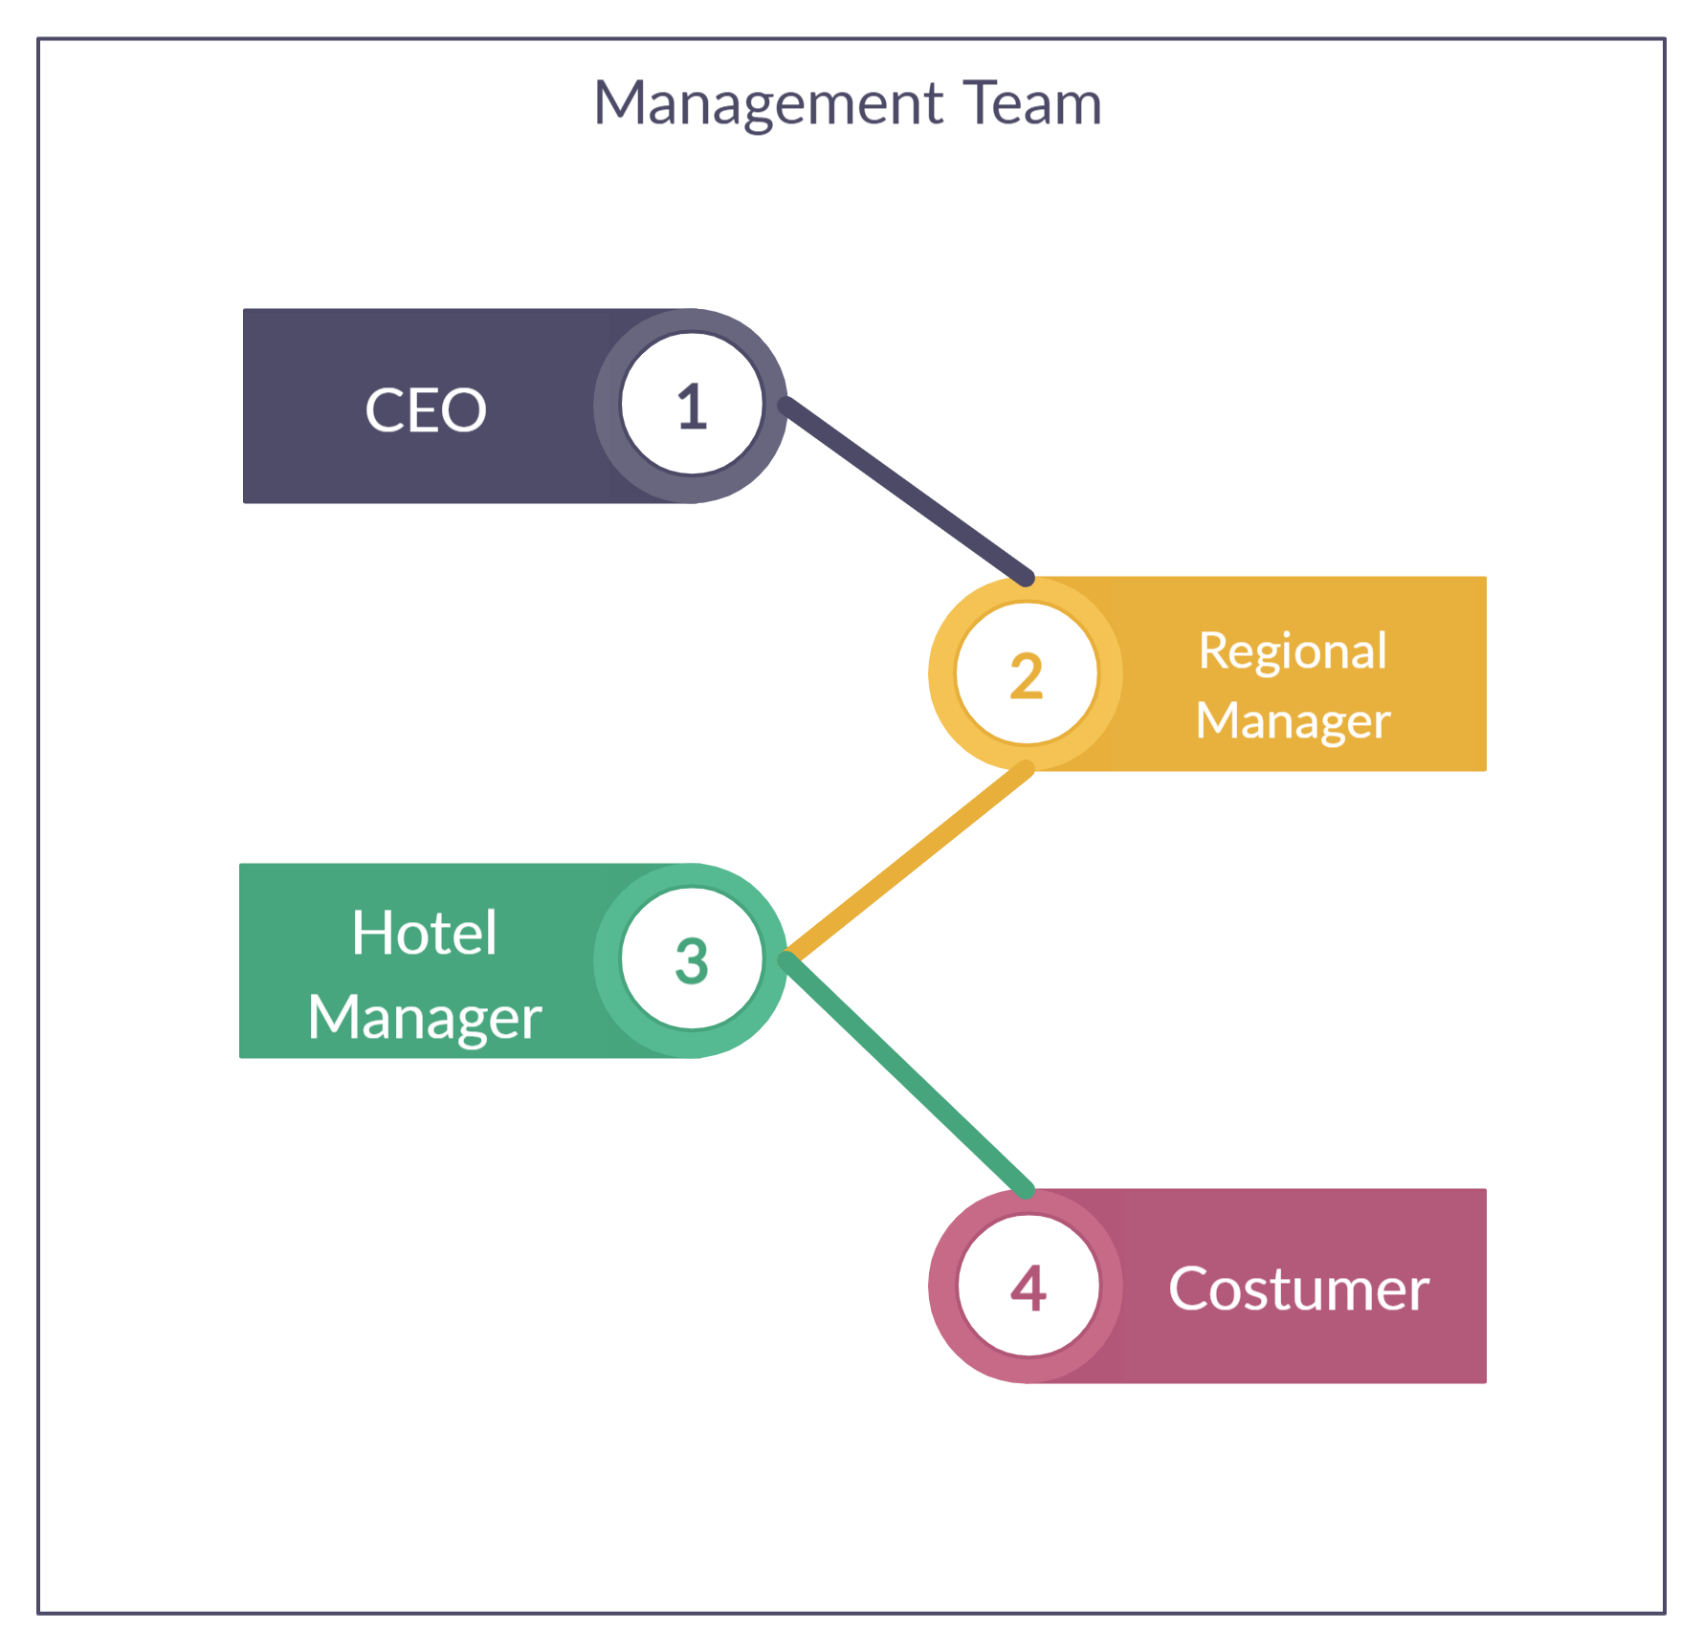 Management Team
CEO
1
2
Regional
Manager
Hotel
Manager
3
4
Costumer